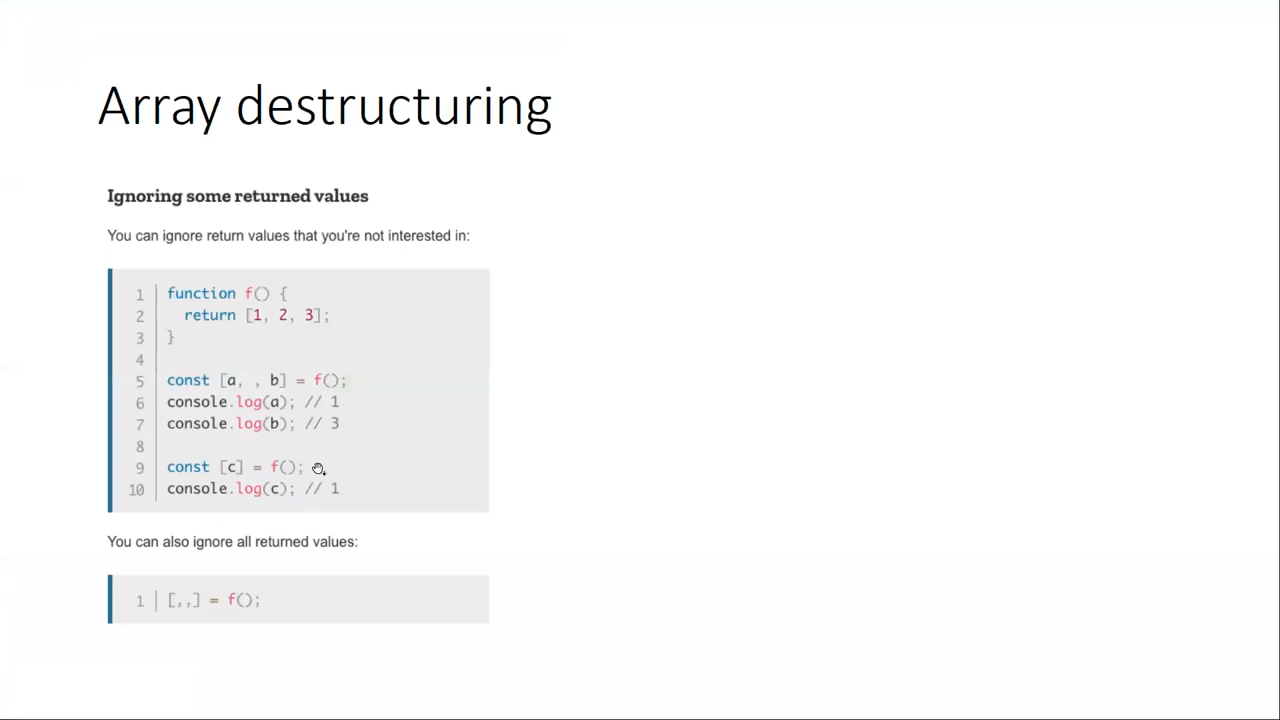 Array destructuring
Ignoring some returned values
You can ignore return values that you're not interested in:
1 function f() {
2 return [1, 2, 3];
3 }
4
5 const [a, , b] = f();
6 console.log(a); // 1
7 console.log(b); // 3
8
9 const [c] = f();
10 console.log(c); // 1
You can also ignore all returned values:
1 [,,] = f();